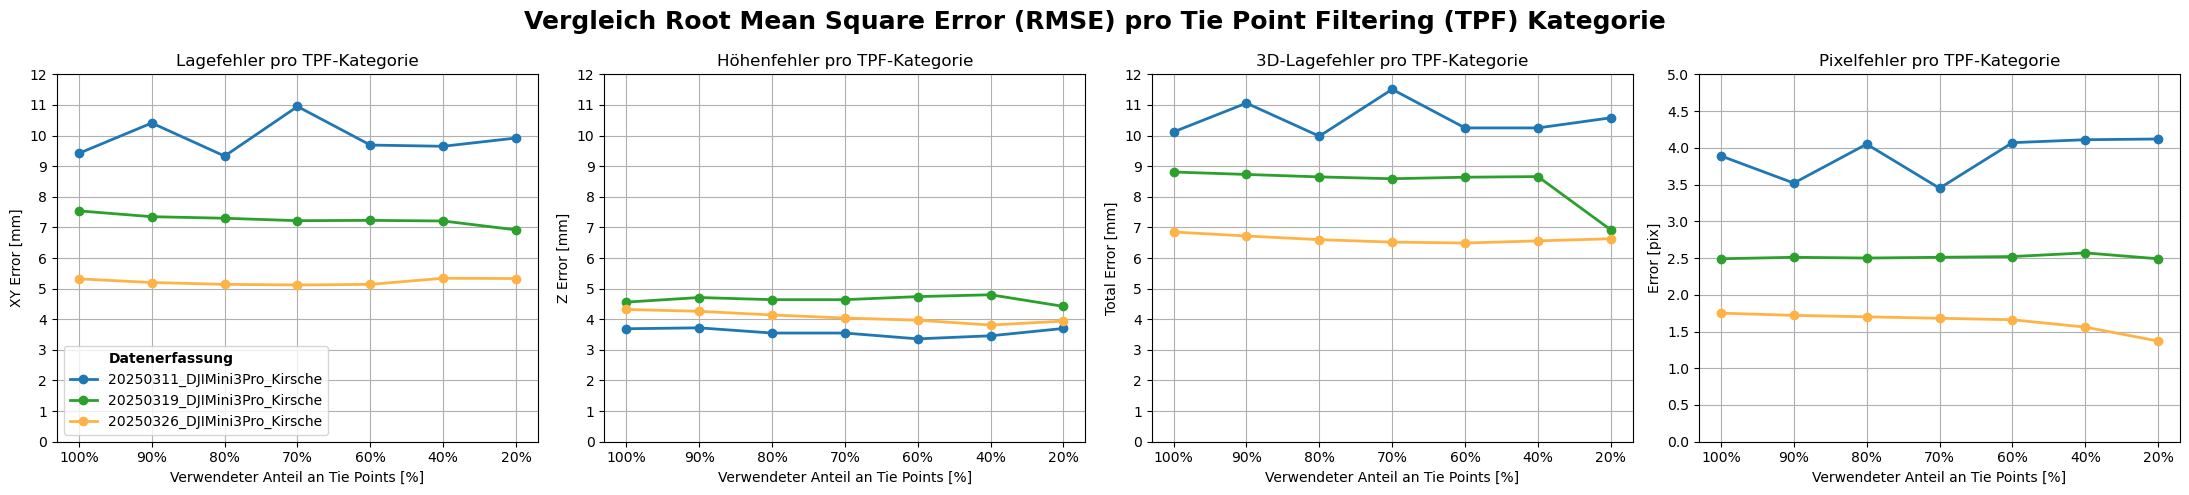 Vergleich Root Mean Square Error (RMSE) pro Tie Point Filtering (TPF) Kategorie
Lagefehler pro TPF-Kategorie
XY Error [mm]
12
11
10
9
8
7
6
5
4
3
2
1
0
Datenerfassung
20250311_DJIMini3Pro_Kirsche
20250319_DJIMini3Pro_Kirsche
20250326_DJIMini3Pro_Kirsche
100% 90% 80% 70% 60% 40% 20%
Verwendeter Anteil an Tie Points [%]
Höhenfehler pro TPF-Kategorie
Z Error [mm]
12
11
10
9
8
7
6
5
4
3
2
1
0
100% 90% 80% 70% 60% 40% 20%
Verwendeter Anteil an Tie Points [%]
3D-Lagefehler pro TPF-Kategorie
Total Error [mm]
12
11
10
9
8
7
6
5
4
3
2
1
0
100% 90% 80% 70% 60% 40% 20%
Verwendeter Anteil an Tie Points [%]
Pixelfehler pro TPF-Kategorie
Error [pix]
5.0
4.5
4.0
3.5
3.0
2.5
2.0
1.5
1.0
0.5
0.0
100% 90% 80% 70% 60% 40% 20%
Verwendeter Anteil an Tie Points [%]